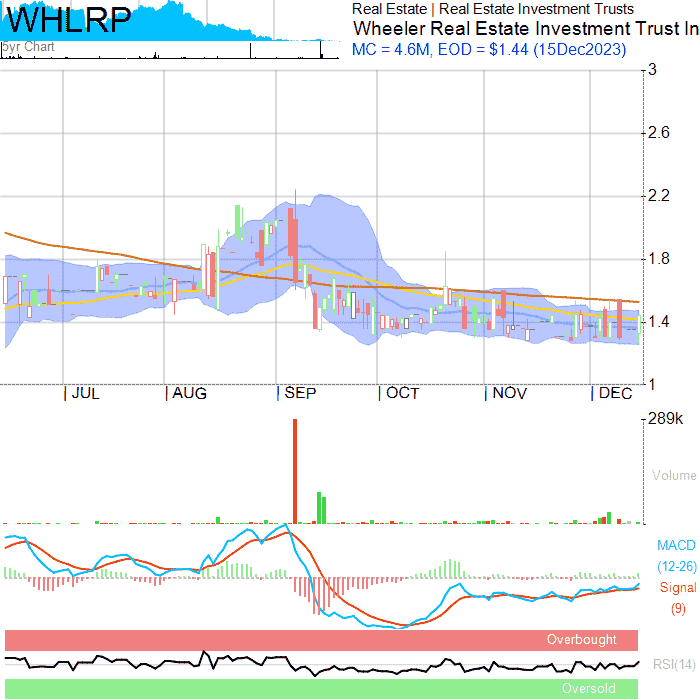 WHLRP
5yr Chart
Real Estate | Real Estate Investment Trusts
Wheeler Real Estate Investment Trust In
MC = 4.6M, EOD = $1.44 (15Dec2023)
3
2.6
2.2
1.8
1.4
1
JUL AUG SEP OCT NOV DEC
289k
Volume
MACD
(12-26)
Signal
(9)
Overbought
RSI(14)
Oversold